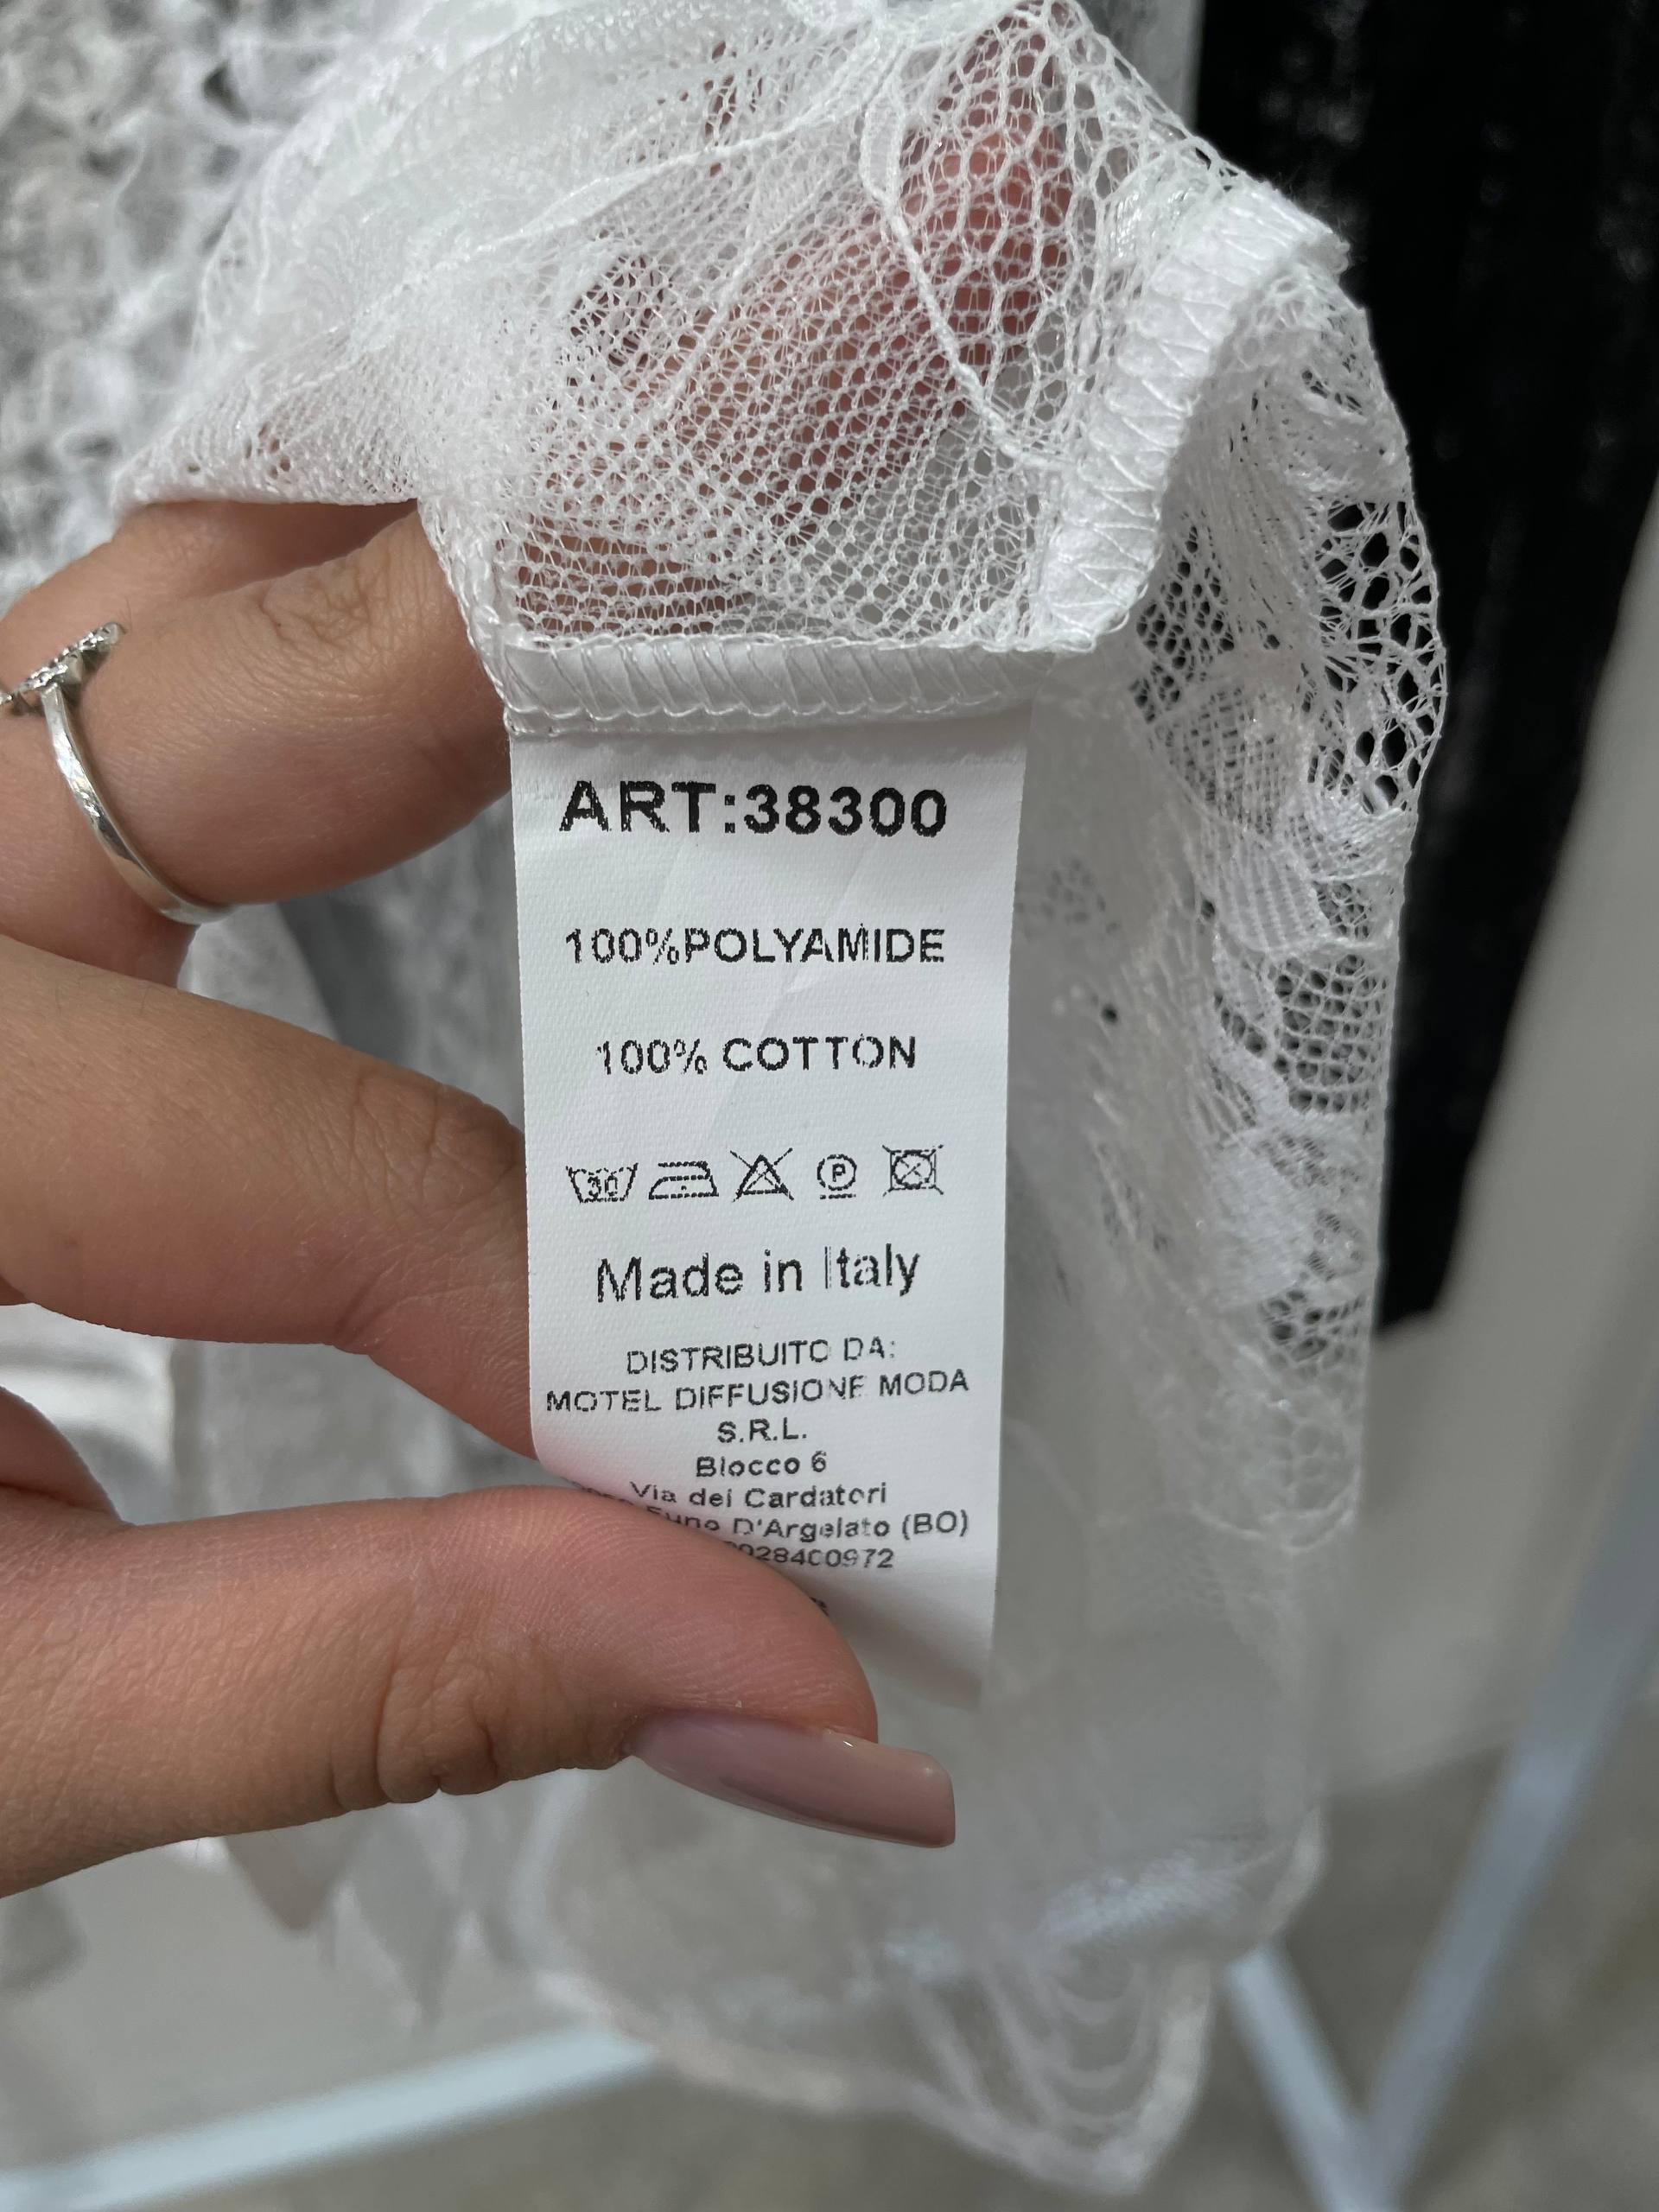 ART:38300
100%POLYAMIDE
100% COTTON
30
P
Made in Italy
DISTRIBUITO DA:
MOTEL DIFFUSIONE MODA
S.R.L.
Blocco 6
Via dei Cardatori
D'Argelato (BO)